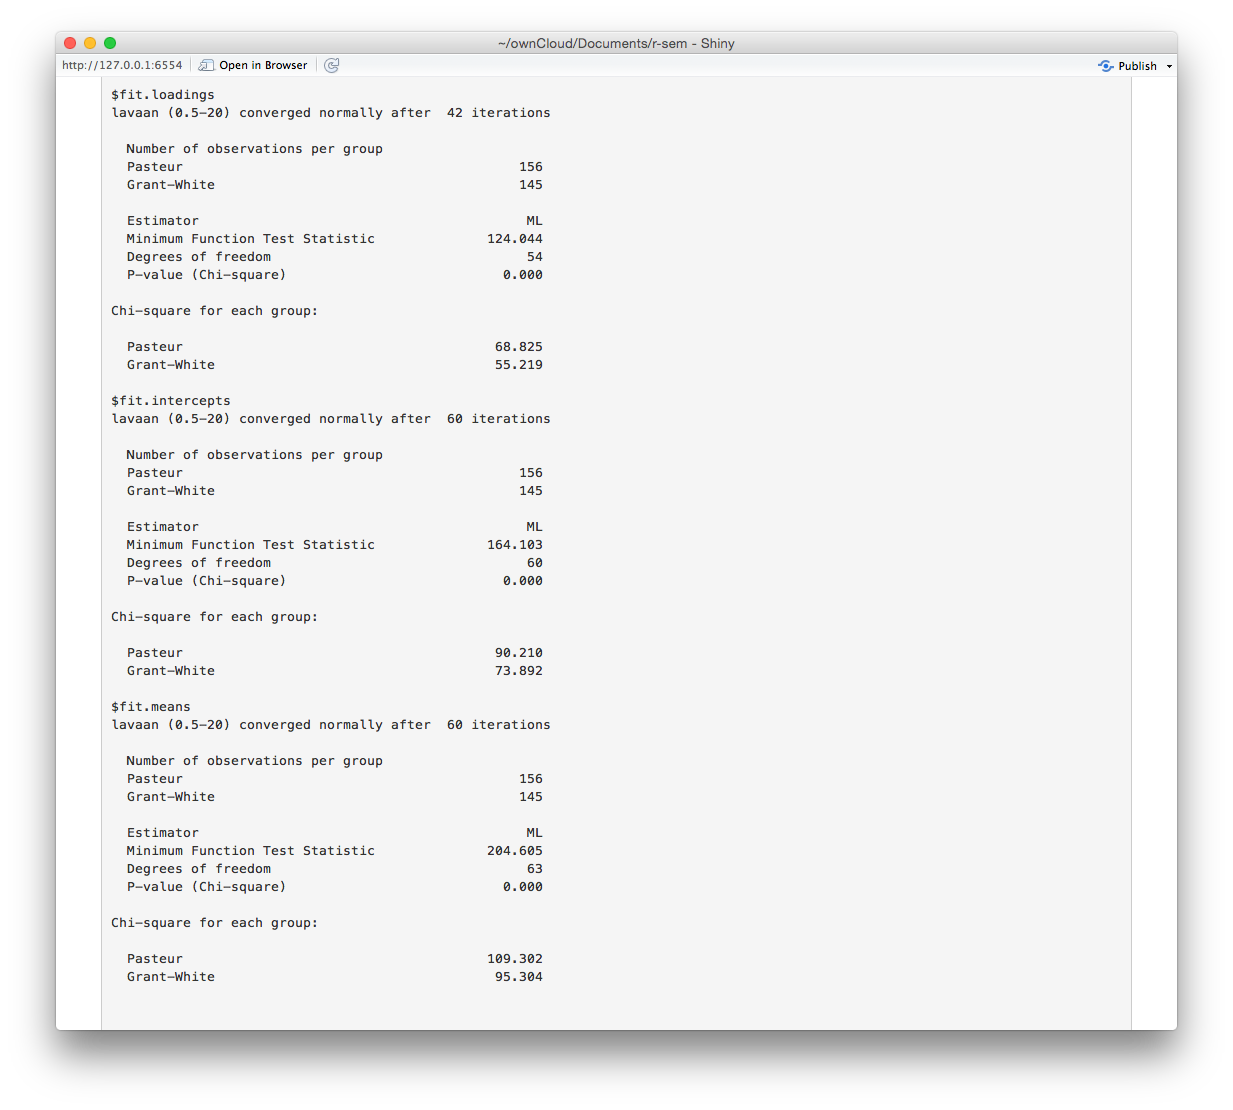 ~/ownCloud/Documents/r-sem - Shiny
http://127.0.0.1:6554 Open in Browser Publish
$fit.loadings
lavaan (0.5-20) converged normally after  42 iterations
Number of observations per group
Pasteur 156
Grant-White 145
Estimator ML
Minimum Function Test Statistic 124.044
Degrees of freedom 54
P-value (Chi-square) 0.000
Chi-square for each group:
Pasteur 68.825
Grant-White 55.219
$fit.intercepts
lavaan (0.5-20) converged normally after  60 iterations
Number of observations per group
Pasteur 156
Grant-White 145
Estimator ML
Minimum Function Test Statistic 164.103
Degrees of freedom 60
P-value (Chi-square) 0.000
Chi-square for each group:
Pasteur 90.210
Grant-White 73.892
$fit.means
lavaan (0.5-20) converged normally after  60 iterations
Number of observations per group
Pasteur 156
Grant-White 145
Estimator ML
Minimum Function Test Statistic 204.605
Degrees of freedom 63
P-value (Chi-square) 0.000
Chi-square for each group:
Pasteur 109.302
Grant-White 95.304